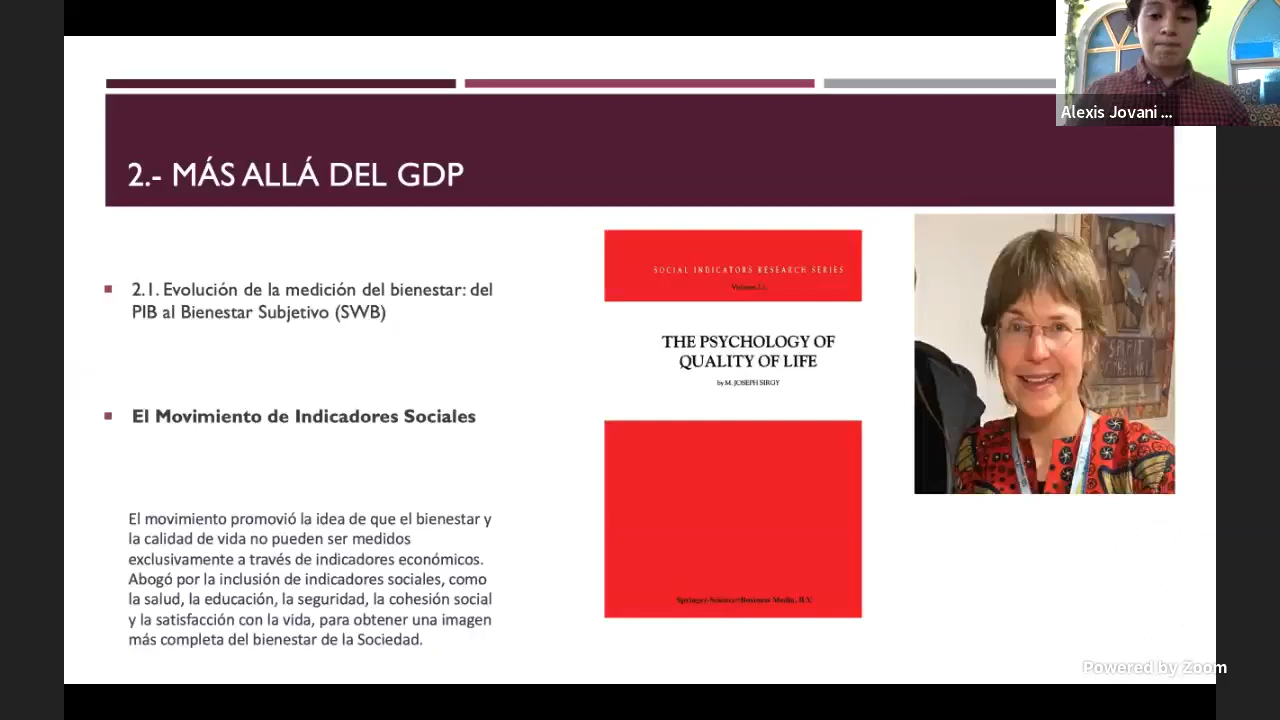 Alexis Jovani ...
2.- MÁS ALLÁ DEL GDP
2.1. Evolución de la medición del bienestar: del
PIB al Bienestar Subjetivo (SWB)
El Movimiento de Indicadores Sociales
El movimiento promovió la idea de que el bienestar y
la calidad de vida no pueden ser medidos
exclusivamente a través de indicadores económicos.
Abogó por la inclusión de indicadores sociales, como
la salud, la educación, la seguridad, la cohesión social
y la satisfacción con la vida, para obtener una imagen
más completa del bienestar de la Sociedad.
SOCIAL INDICATORS RESEARCH SERIES
THE PSYCHOLOGY OF
QUALITY OF LIFE
by M. JOSEPH SIRGY
Springer-Science+Business Media, B.V.
Powered by Zoom